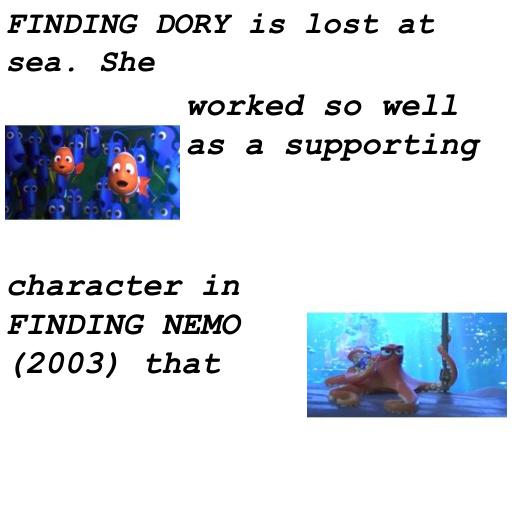 FINDING DORY is lost at
sea. She
worked so well
as a supporting
character in
FINDING NEMO
(2003) that